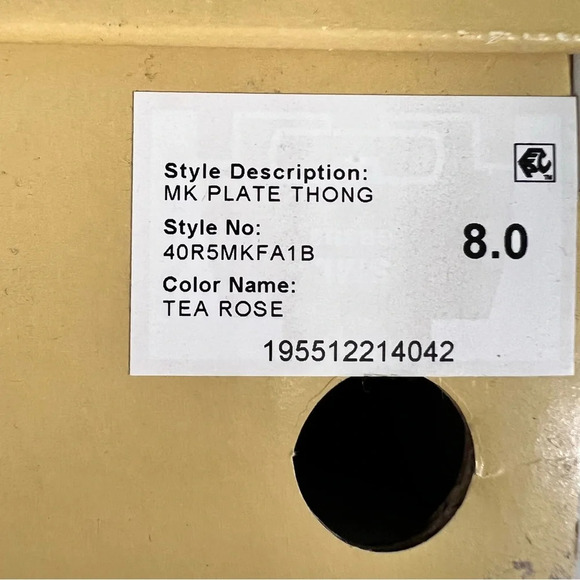 Style Description:
MK PLATE THONG
Style No:
40R5MKFA1B
8.0
Color Name:
TEA ROSE
195512214042